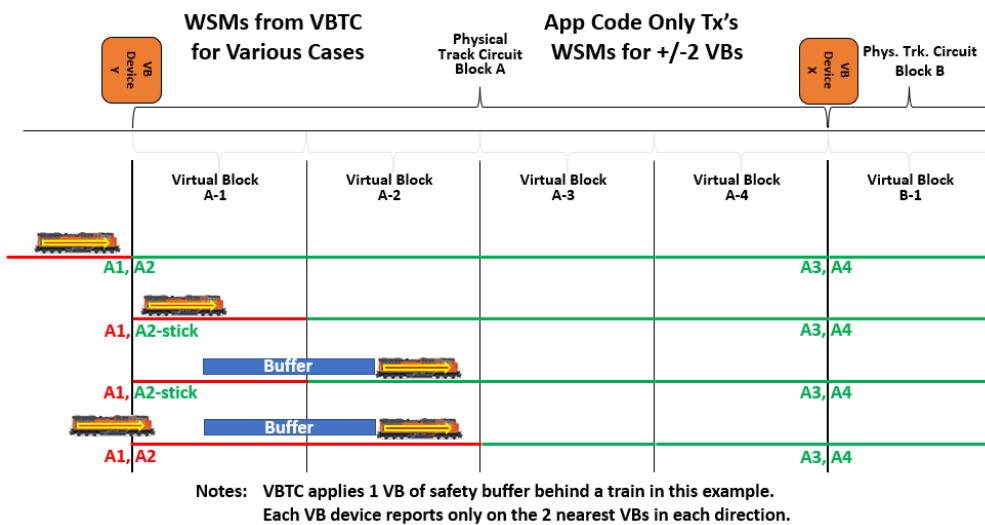 WSMs from VBTC
for Various Cases
App Code Only Tx's
WSMs for +/-2 VBs
Physical
Track Circuit
Block A
Phys. Trk. Circuit
Block B
VB
Device
Y
VB
Device
X
Virtual Block
A-1
Virtual Block
A-2
Virtual Block
A-3
Virtual Block
A-4
Virtual Block
B-1
A1, A2
A3, A4
A1, A2-stick
A3, A4
Buffer
A1, A2-stick
A3, A4
Buffer
A1, A2
A3, A4
Notes: VBTC applies 1 VB of safety buffer behind a train in this example.
Each VB device reports only on the 2 nearest VBs in each direction.